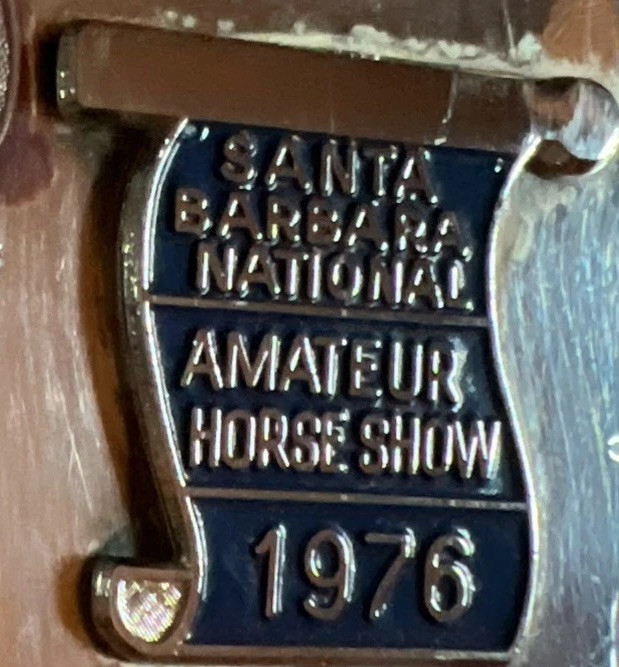 SANTA
BARBARA
NATIONAL
AMATEUR
HORSE SHOW
1976